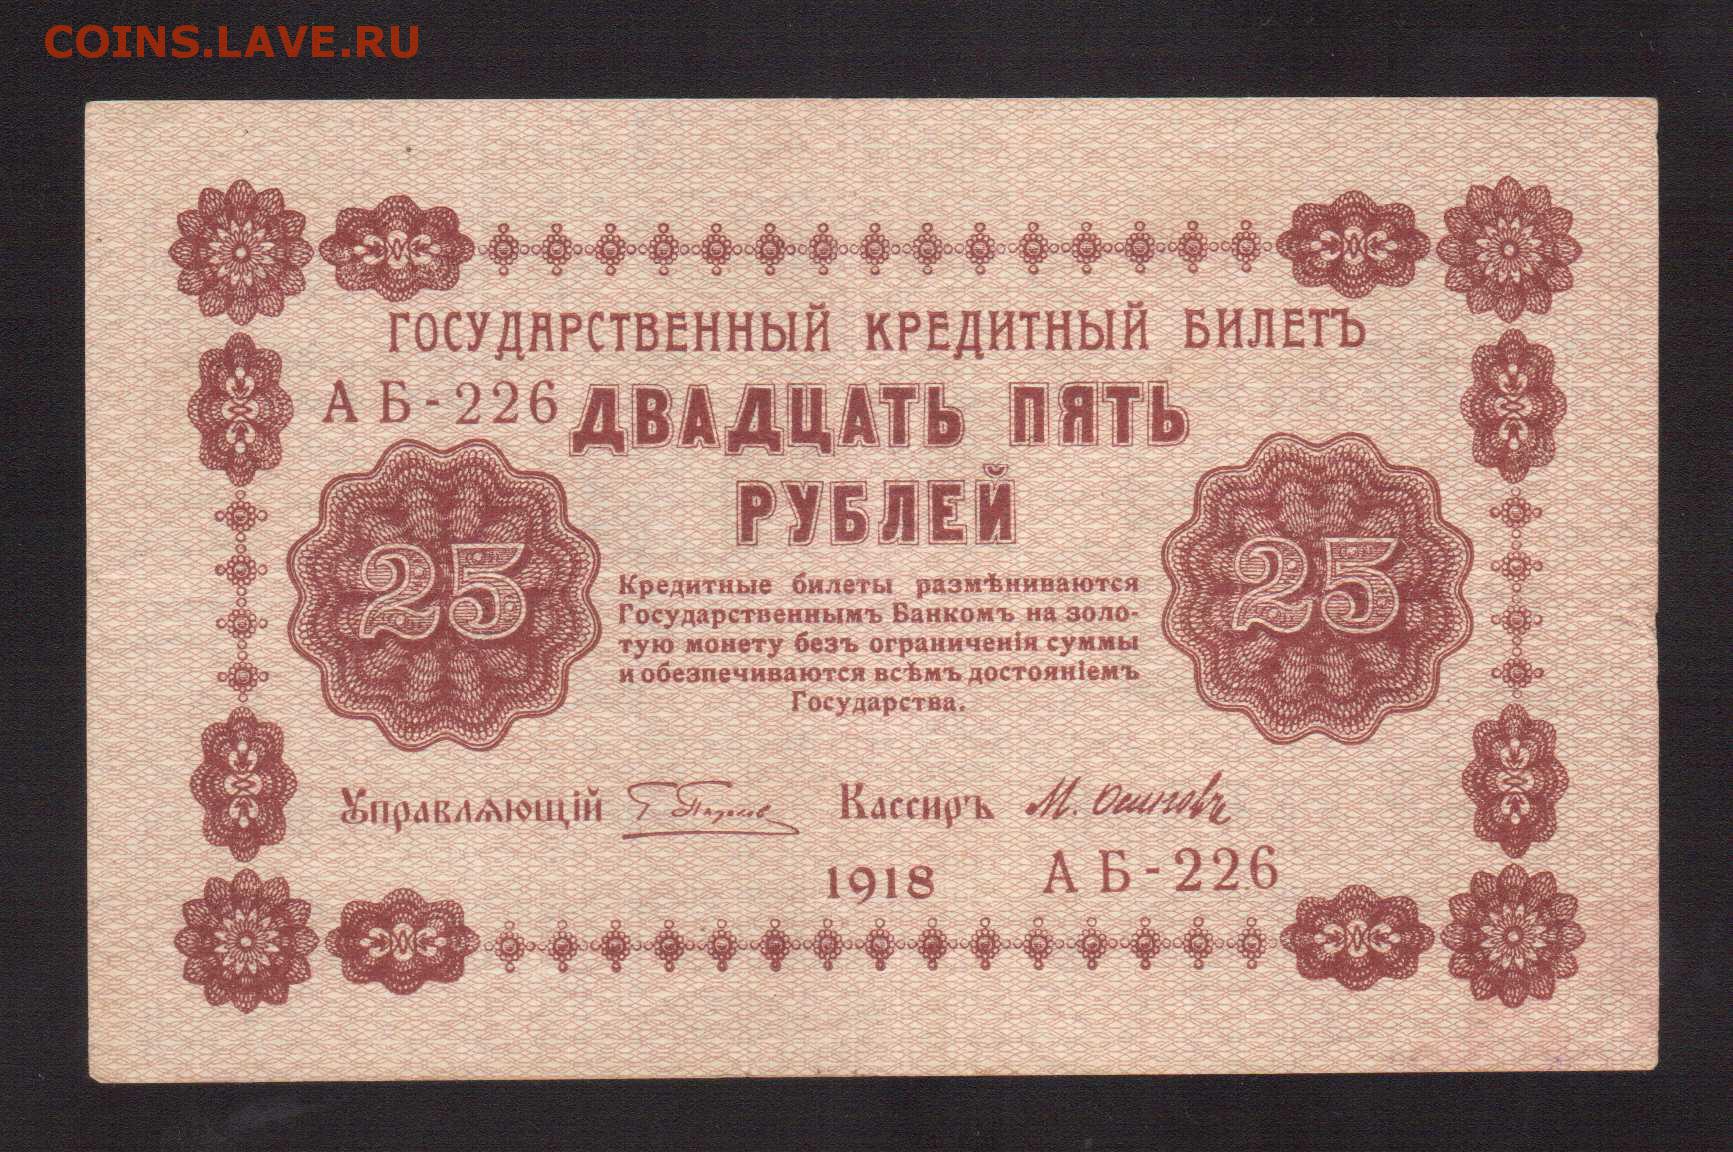 COINS.LAVE.RU
ГОСУДАРСТВЕННЫЙ КРЕДИТНЫЙ БИЛЕТЪ
АБ-226
ДВАДЦАТЬ ПЯТЬ
РУБЛЕЙ
25
25
Кредитные билеты размѣниваются
Государственнымъ Банкомъ на золо-
тую монету безъ ограниченія суммы
и обезпечиваются всѣмъ достояніемъ
Государства.
Управляющій
Кассиръ М. Осиповъ
1918 АБ-226